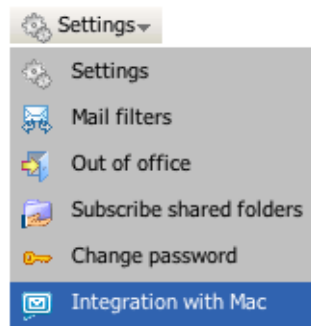 Settings
Settings
Mail filters
Out of office
Subscribe shared folders
Change password
Integration with Mac